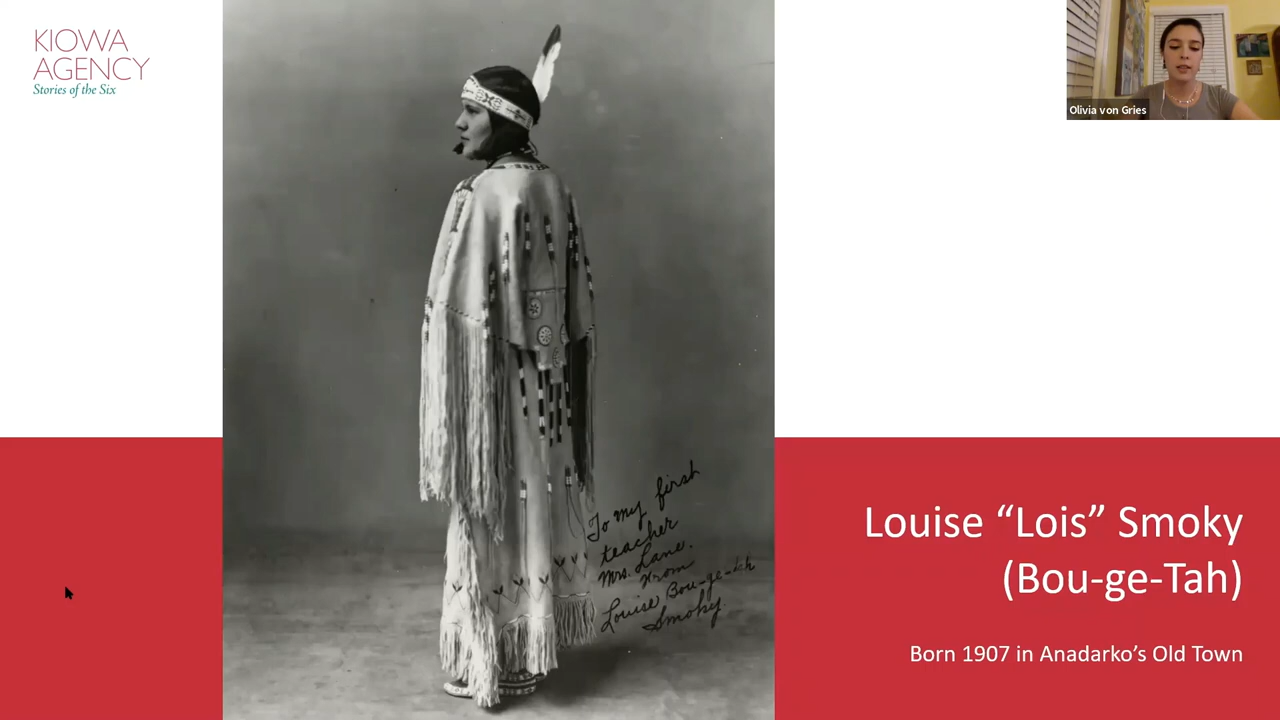 KIOWA
AGENCY
Stories of the Six
Olivia von Gries
To my first
teacher
Mrs. Lane.
From
Louise Bou-ge-tah
Smoky
Louise “Lois” Smoky
(Bou-ge-Tah)
Born 1907 in Anadarko’s Old Town